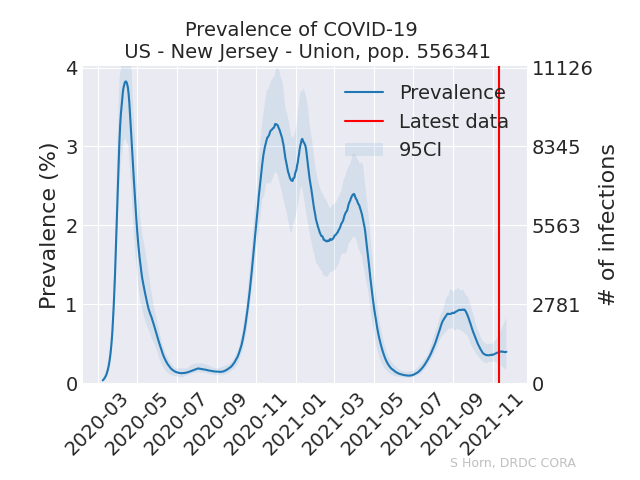 Prevalence of COVID-19
US - New Jersey - Union, pop. 556341
Prevalence (%)
4
3
2
1
0
11126
8345
5563
2781
0
# of infections
Prevalence
Latest data
95CI
2020-03
2020-05
2020-07
2020-09
2020-11
2021-01
2021-03
2021-05
2021-07
2021-09
2021-11
S Horn, DRDC CORA